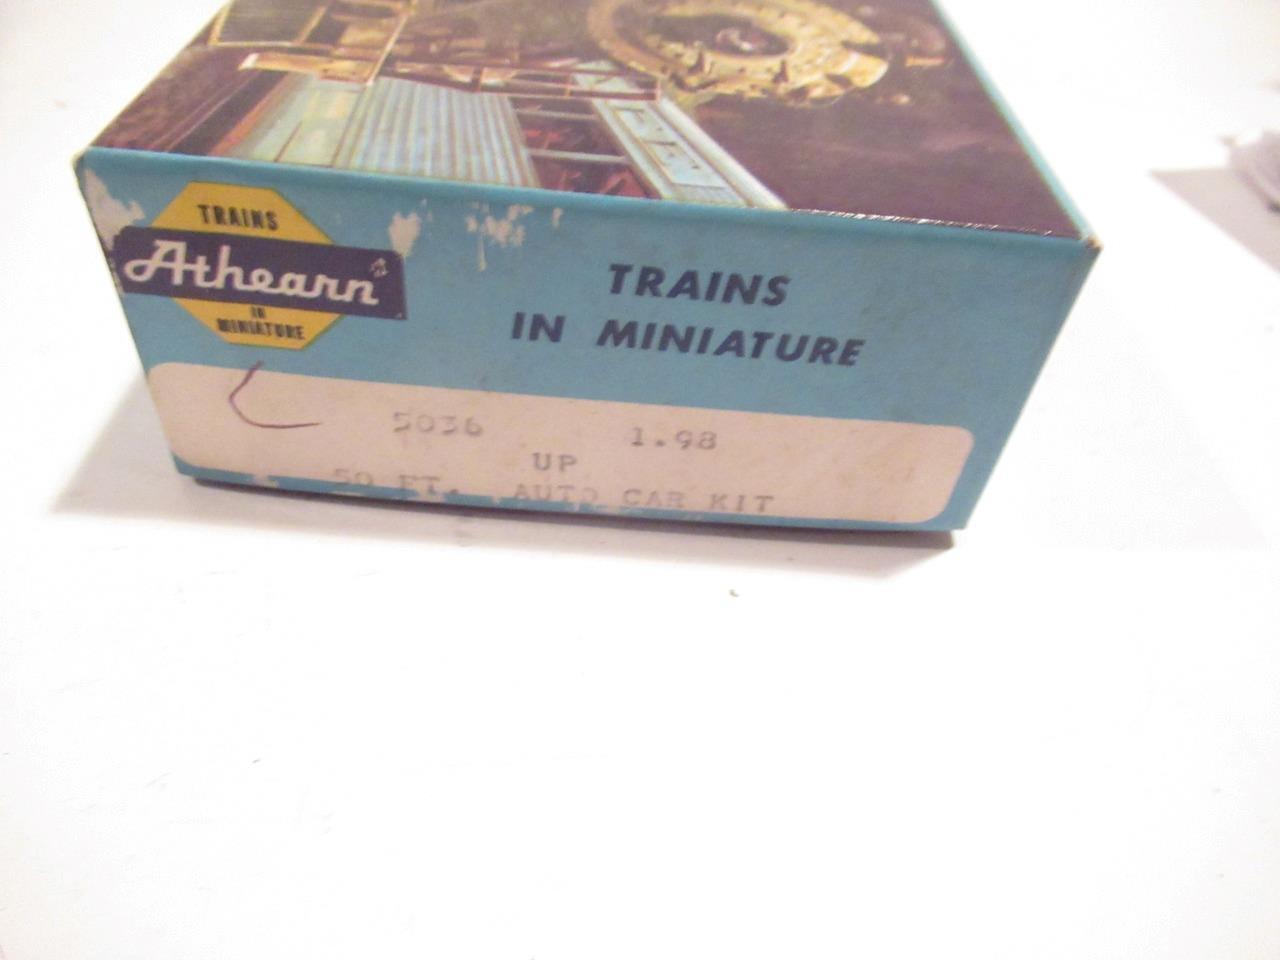 TRAINS
Athearn
IN
MINIATURE
TRAINS
IN MINIATURE
5036 1.98
UP
50 FT. AUTO CAR KIT